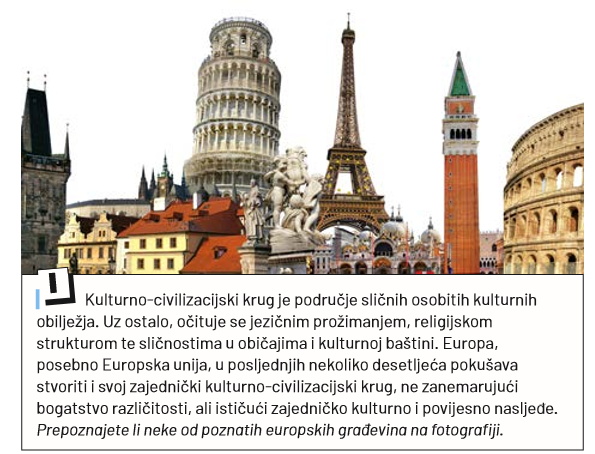 Kulturno-civilizacijski krug je područje sličnih osobitih kulturnih
obilježja. Uz ostalo, očituje se jezičnim prožimanjem, religijskom
strukturom te sličnostima u običajima i kulturnoj baštini. Europa,
posebno Europska unija, u posljednjih nekoliko desetljeća pokušava
stvoriti i svoj zajednički kulturno-civilizacijski krug, ne zanemarujući
bogatstvo različitosti, ali ističući zajedničko kulturno i povijesno nasljeđe.
Prepoznajete li neke od poznatih europskih građevina na fotografiji.